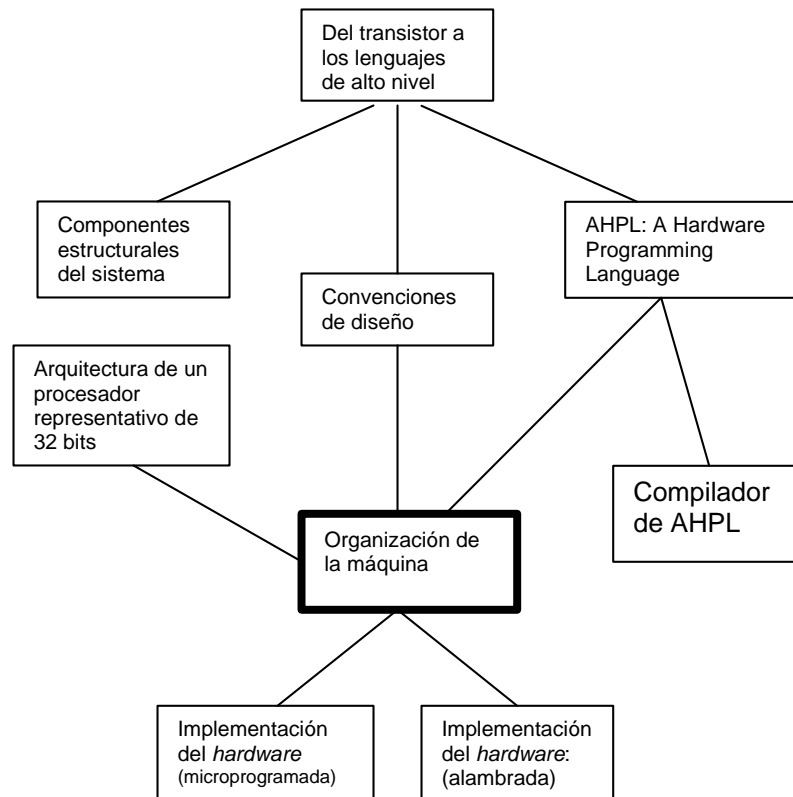 Del transistor a
los lenguajes
de alto nivel
Componentes
estructurales
del sistema
AHPL: A Hardware
Programming
Language
Convenciones
de diseño
Arquitectura de un
procesador
representativo de
32 bits
Compilador
de AHPL
Organización de
la máquina
Implementación
del hardware
(microprogramada)
Implementación
del hardware:
(alambrada)